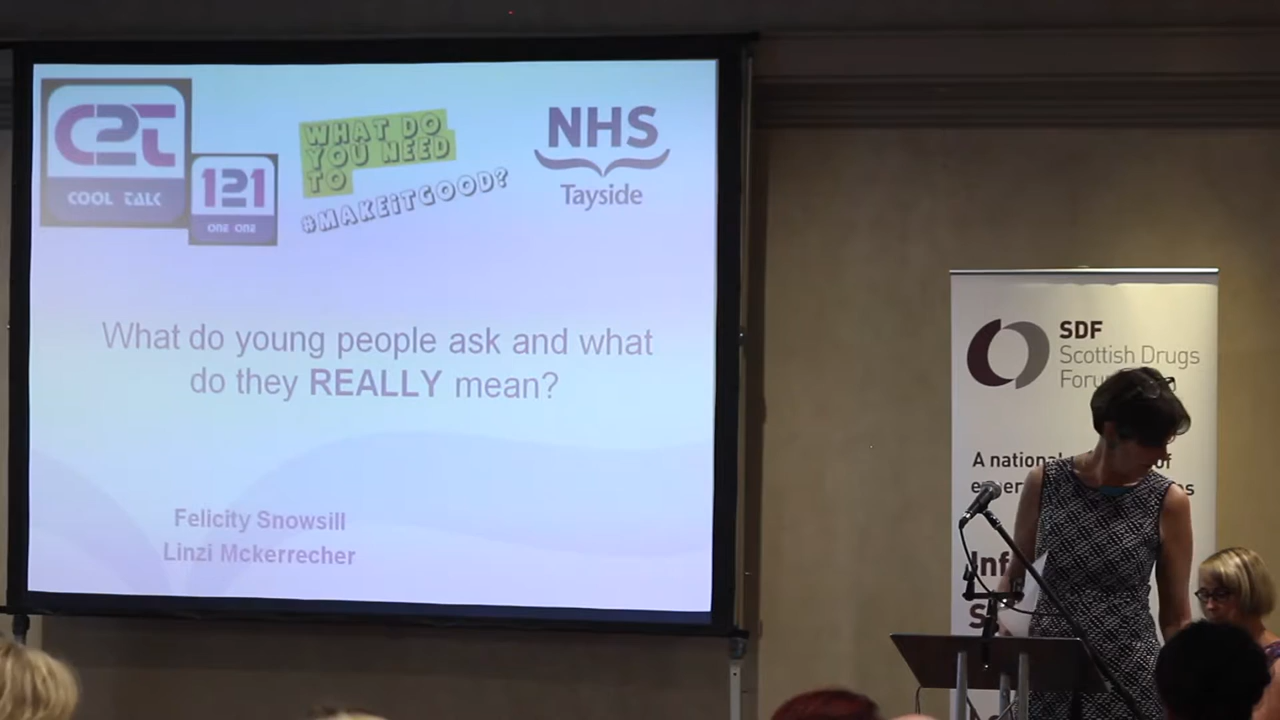 C2T
COOL TALK
121
ONE ONE
WHAT DO
YOU NEED
TO
#MAKEiTGOOD?
NHS
Tayside
What do young people ask and what
do they REALLY mean?
Felicity Snowsill
Linzi Mckerrecher
SDF
Scottish Drugs
A national
of